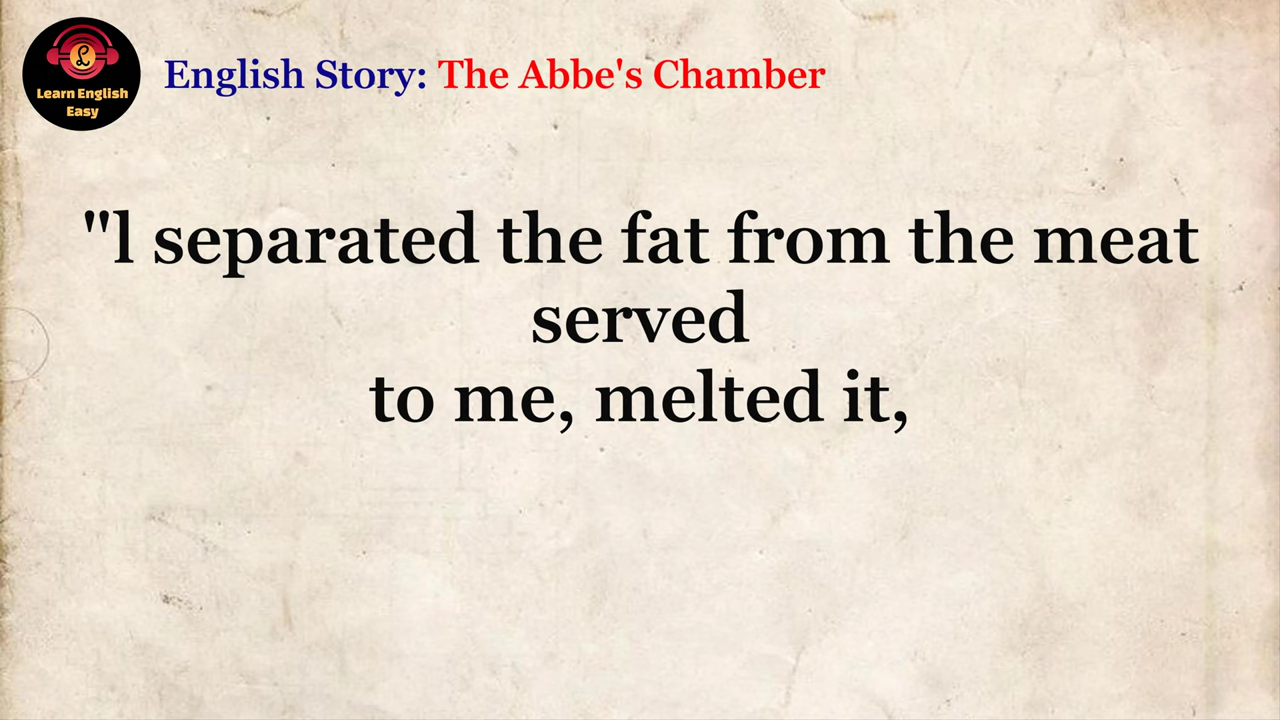 Learn English
Easy
English Story: The Abbe's Chamber
"l separated the fat from the meat
served
to me, melted it,